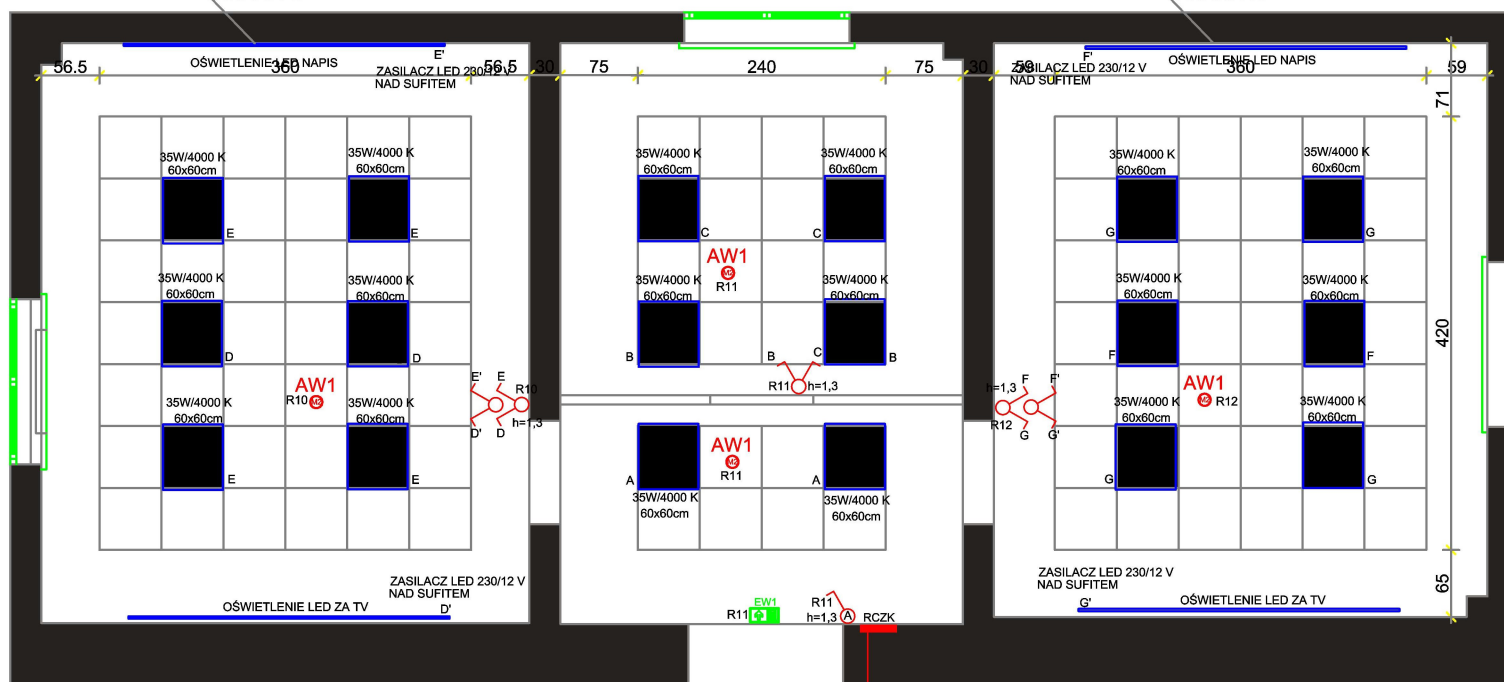 56.5
360
OŚWIETLENIE LED NAPIS
E'
ZASILACZ LED 230/12 V
NAD SUFITEM
56.5
30
75
240
75
30
59
F'
ZASILACZ LED 230/12 V
NAD SUFITEM
OŚWIETLENIE LED NAPIS
360
59
71
35W/4000 K
60x60cm
E
35W/4000 K
60x60cm
E
35W/4000 K
60x60cm
D
35W/4000 K
60x60cm
D
AW1
R10
M2
35W/4000 K
60x60cm
E
35W/4000 K
60x60cm
E
E' E
R10
h=1,3
D' D
ZASILACZ LED 230/12 V
NAD SUFITEM
OŚWIETLENIE LED ZA TV
D'
35W/4000 K
60x60cm
C
35W/4000 K
60x60cm
C
AW1
M2
R11
35W/4000 K
60x60cm
B
35W/4000 K
60x60cm
B
B C
R11 h=1,3
AW1
M2
R11
A
35W/4000 K
60x60cm
A
35W/4000 K
60x60cm
EW1
R11
R11
h=1,3
A
RCZK
35W/4000 K
60x60cm
G
35W/4000 K
60x60cm
G
35W/4000 K
60x60cm
F
35W/4000 K
60x60cm
F
420
AW1
M2
R12
h=1,3
F F'
R12
G G'
35W/4000 K
60x60cm
G
35W/4000 K
60x60cm
G
ZASILACZ LED 230/12 V
NAD SUFITEM
G'
OŚWIETLENIE LED ZA TV
65